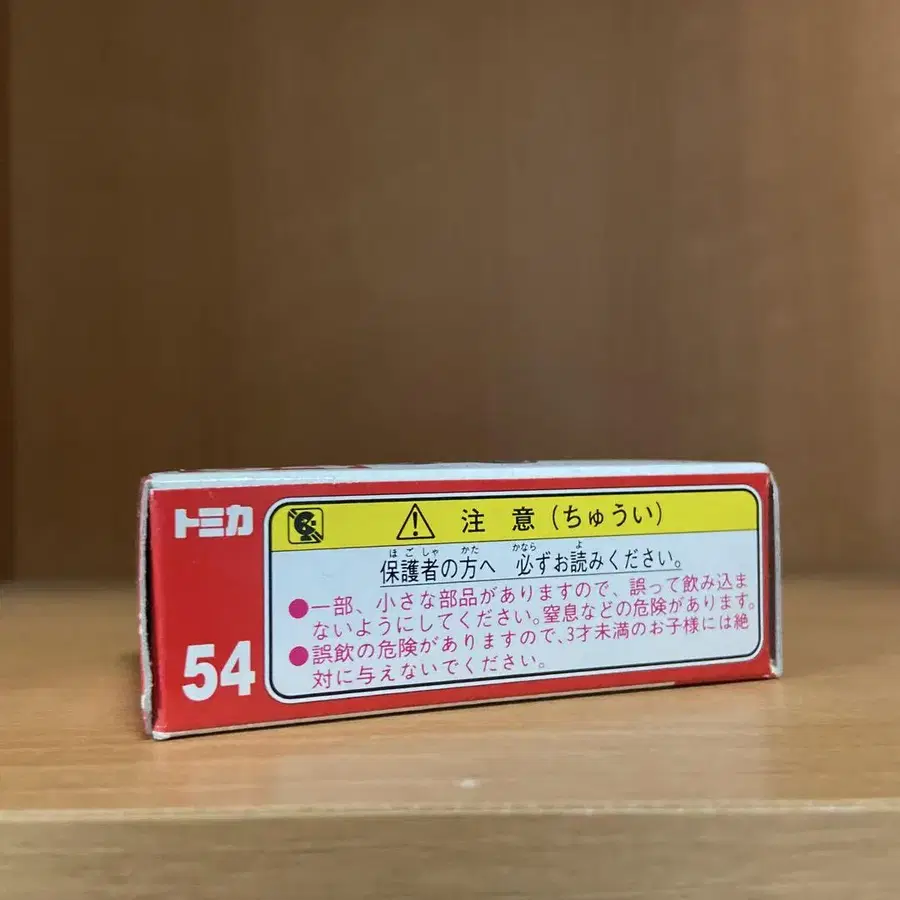 トミカ
54
注意(ちゅうい)
ほごしゃ かた かなら よ
保護者の方へ 必ずお読みください。
●一部、小さな部品がありますので、誤って飲み込ま
ないようにしてください。窒息などの危険があります。
●誤飲の危険がありますので、3才未満のお子様には絶
対に与えないでください。